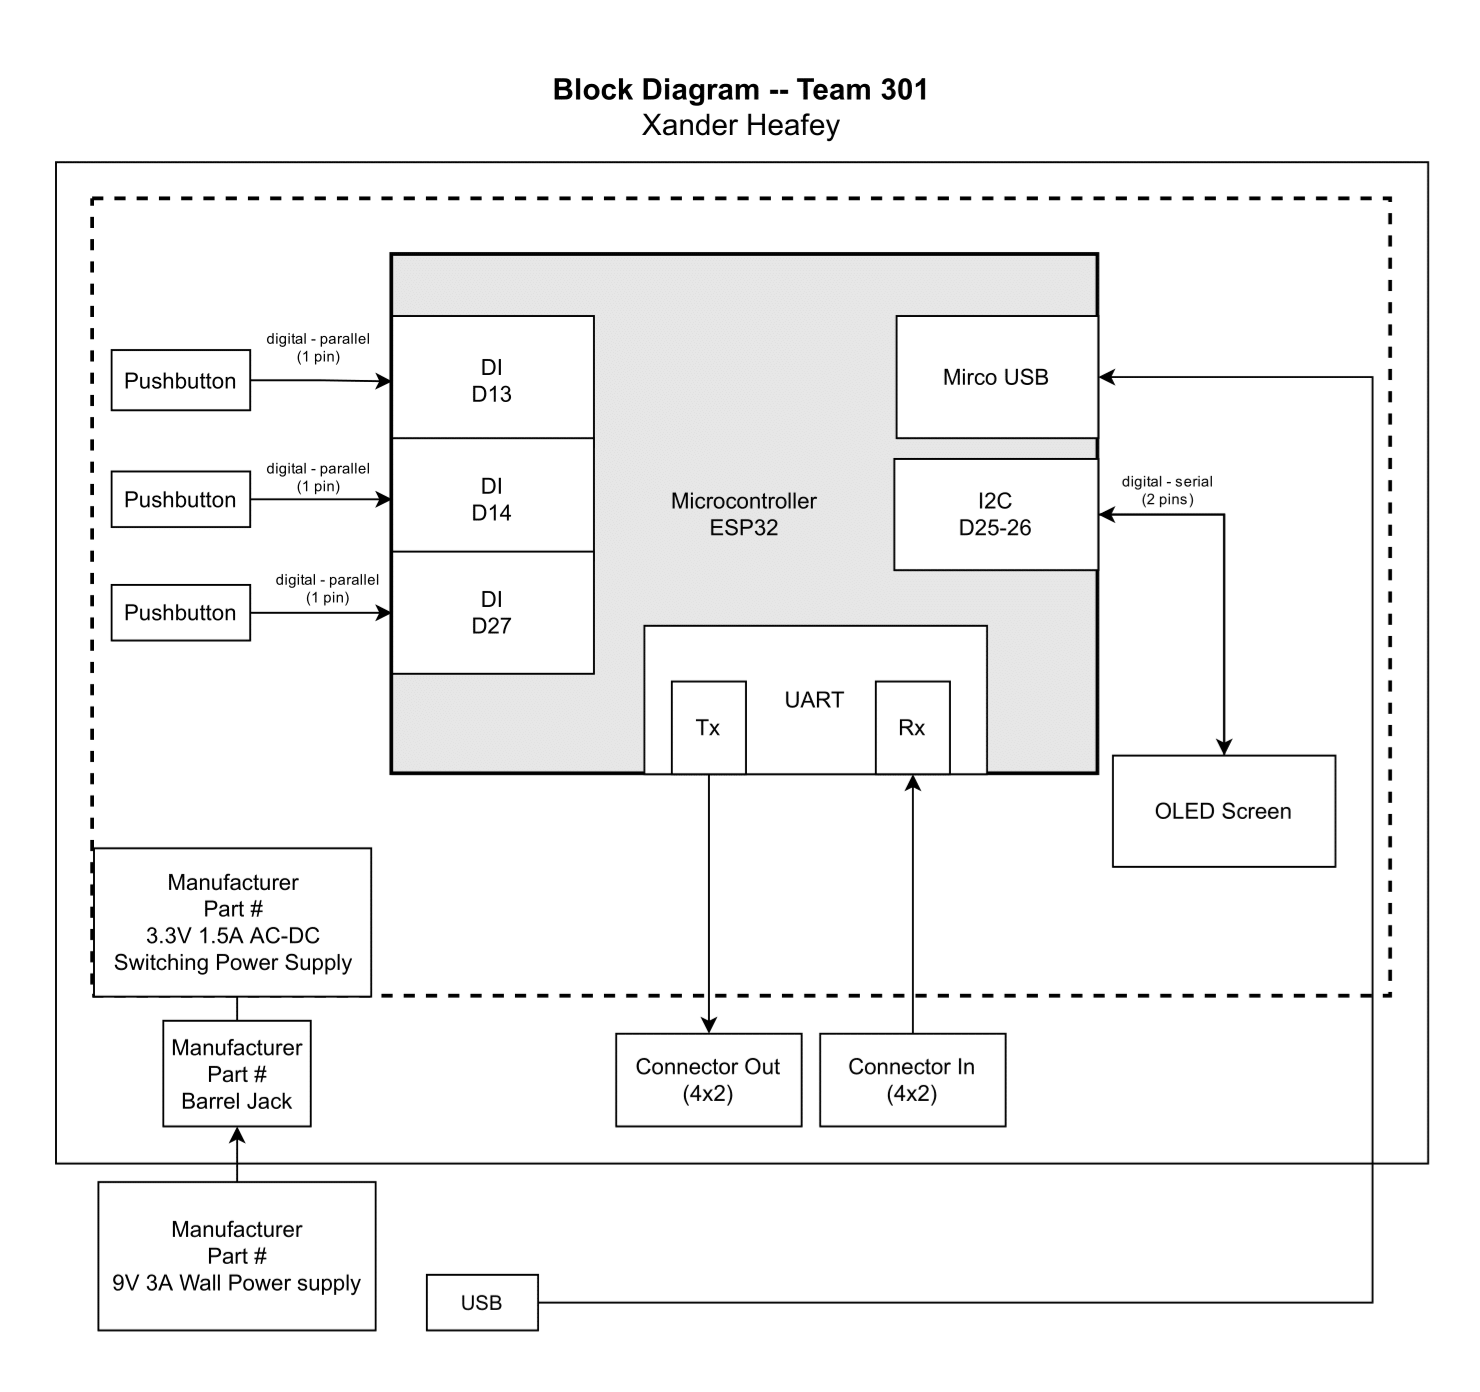 Block Diagram -- Team 301
Xander Heafey
digital - parallel
(1 pin)
Pushbutton
DI
D13
Mirco USB
digital - parallel
(1 pin)
Pushbutton
DI
D14
Microcontroller
ESP32
I2C
D25-26
digital - serial
(2 pins)
digital - parallel
(1 pin)
Pushbutton
DI
D27
UART
Tx
Rx
OLED Screen
Manufacturer
Part #
3.3V 1.5A AC-DC
Switching Power Supply
Manufacturer
Part #
Barrel Jack
Connector Out
(4x2)
Connector In
(4x2)
Manufacturer
Part #
9V 3A Wall Power supply
USB